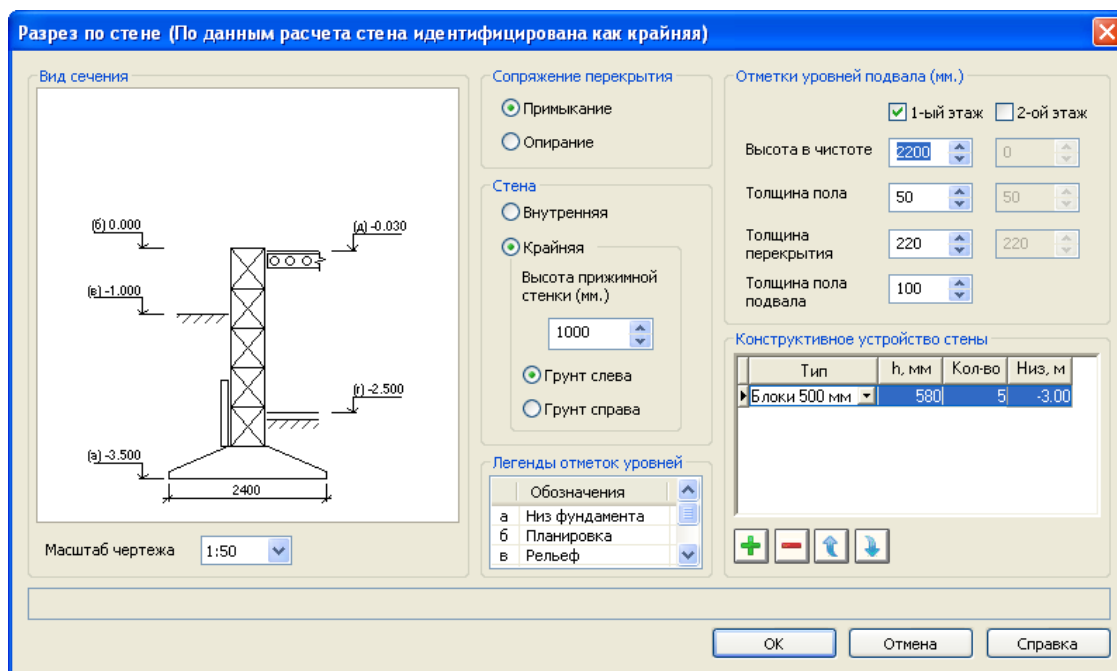 Разрез по стене (По данным расчета стена идентифицирована как крайняя)
Вид сечения
(б) 0.000
(д) -0.030
(в) -1.000
(г) -2.500
(а) -3.500
2400
Масштаб чертежа 1:50
Сопряжение перекрытия
Примыкание
Опирание
Стена
Внутренняя
Крайняя
Высота прижимной
стенки (мм.)
1000
Грунт слева
Грунт справа
Легенды отметок уровней
Обозначения
а Низ фундамента
б Планировка
в Рельеф
Отметки уровней подвала (мм.)
1-ый этаж 2-ой этаж
Высота в чистоте 2200 0
Толщина пола 50 50
Толщина
перекрытия 220 220
Толщина пола
подвала 100
Конструктивное устройство стены
Тип h, мм Кол-во Низ, м
Блоки 500 мм 580 5 -3.00
OK Отмена Справка